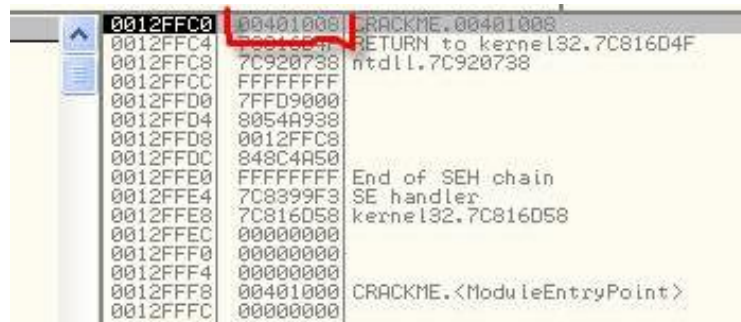 0012FFC0 00401008 CRACKME.00401008
0012FFC4 7C816D4F RETURN to kernel32.7C816D4F
0012FFC8 7C920738 ntdll.7C920738
0012FFCC FFFFFFFF
0012FFD0 7FFD9000
0012FFD4 8054A938
0012FFD8 0012FFC8
0012FFDC 848C4A50
0012FFE0 FFFFFFFF End of SEH chain
0012FFE4 7C8399F3 SE handler
0012FFE8 7C816D58 kernel32.7C816D58
0012FFEC 00000000
0012FFF0 00000000
0012FFF4 00000000
0012FFF8 00401000 CRACKME.<ModuleEntryPoint>
0012FFFC 00000000